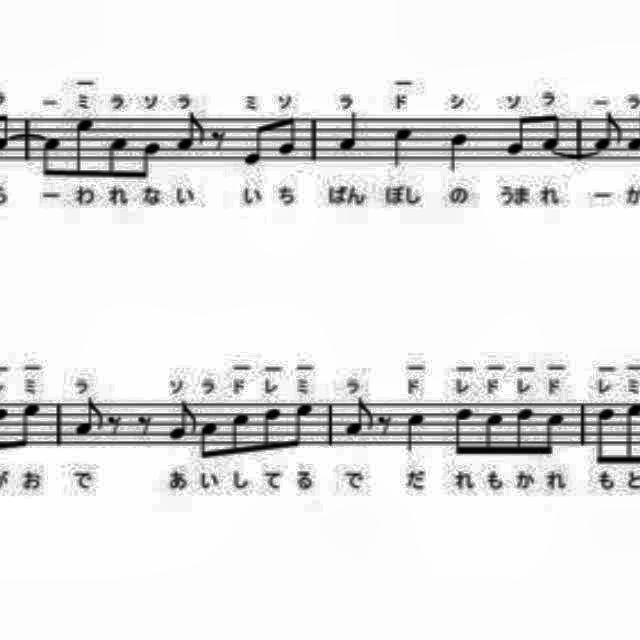 ー ミ ラ ソ ラ ミ ソ ラ ド シ ソ ラ ー ラ
ー わ れ な い い ち ばん ぼし の うま れ ー か
レ ミ ラ ソ ラ ド レ ミ ラ ド レ ド レ ド レ ミ
が お で あ い し て る で だ れ も か れ も と